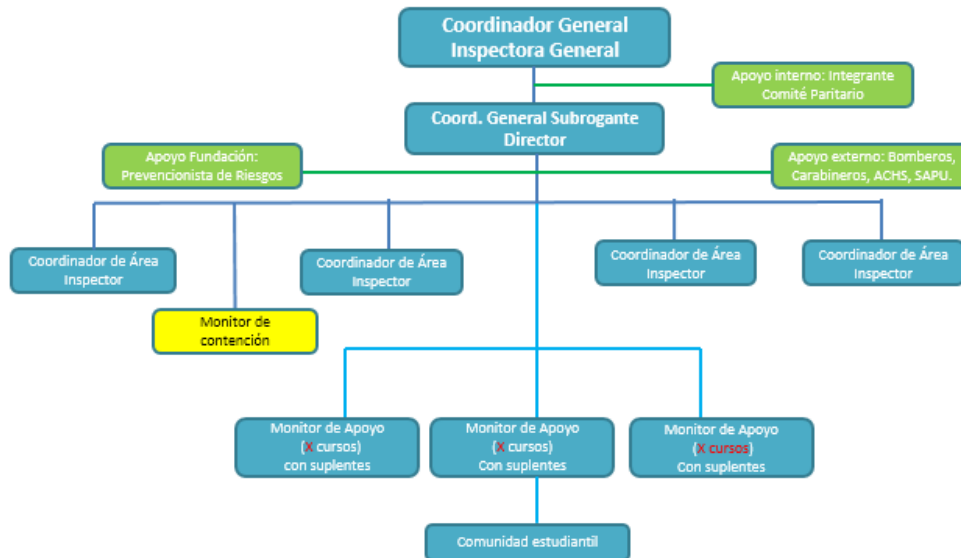 Coordinador General
Inspectora General
Apoyo interno: Integrante
Comité Paritario
Coord. General Subrogante
Director
Apoyo Fundación:
Prevencionista de Riesgos
Apoyo externo: Bomberos,
Carabineros, ACHS, SAPU.
Coordinador de Área
Inspector
Coordinador de Área
Inspector
Coordinador de Área
Inspector
Coordinador de Área
Inspector
Monitor de
contención
Monitor de Apoyo
(X cursos)
con suplentes
Monitor de Apoyo
(X cursos)
Con suplentes
Monitor de Apoyo
(X cursos)
Con suplentes
Comunidad estudiantil